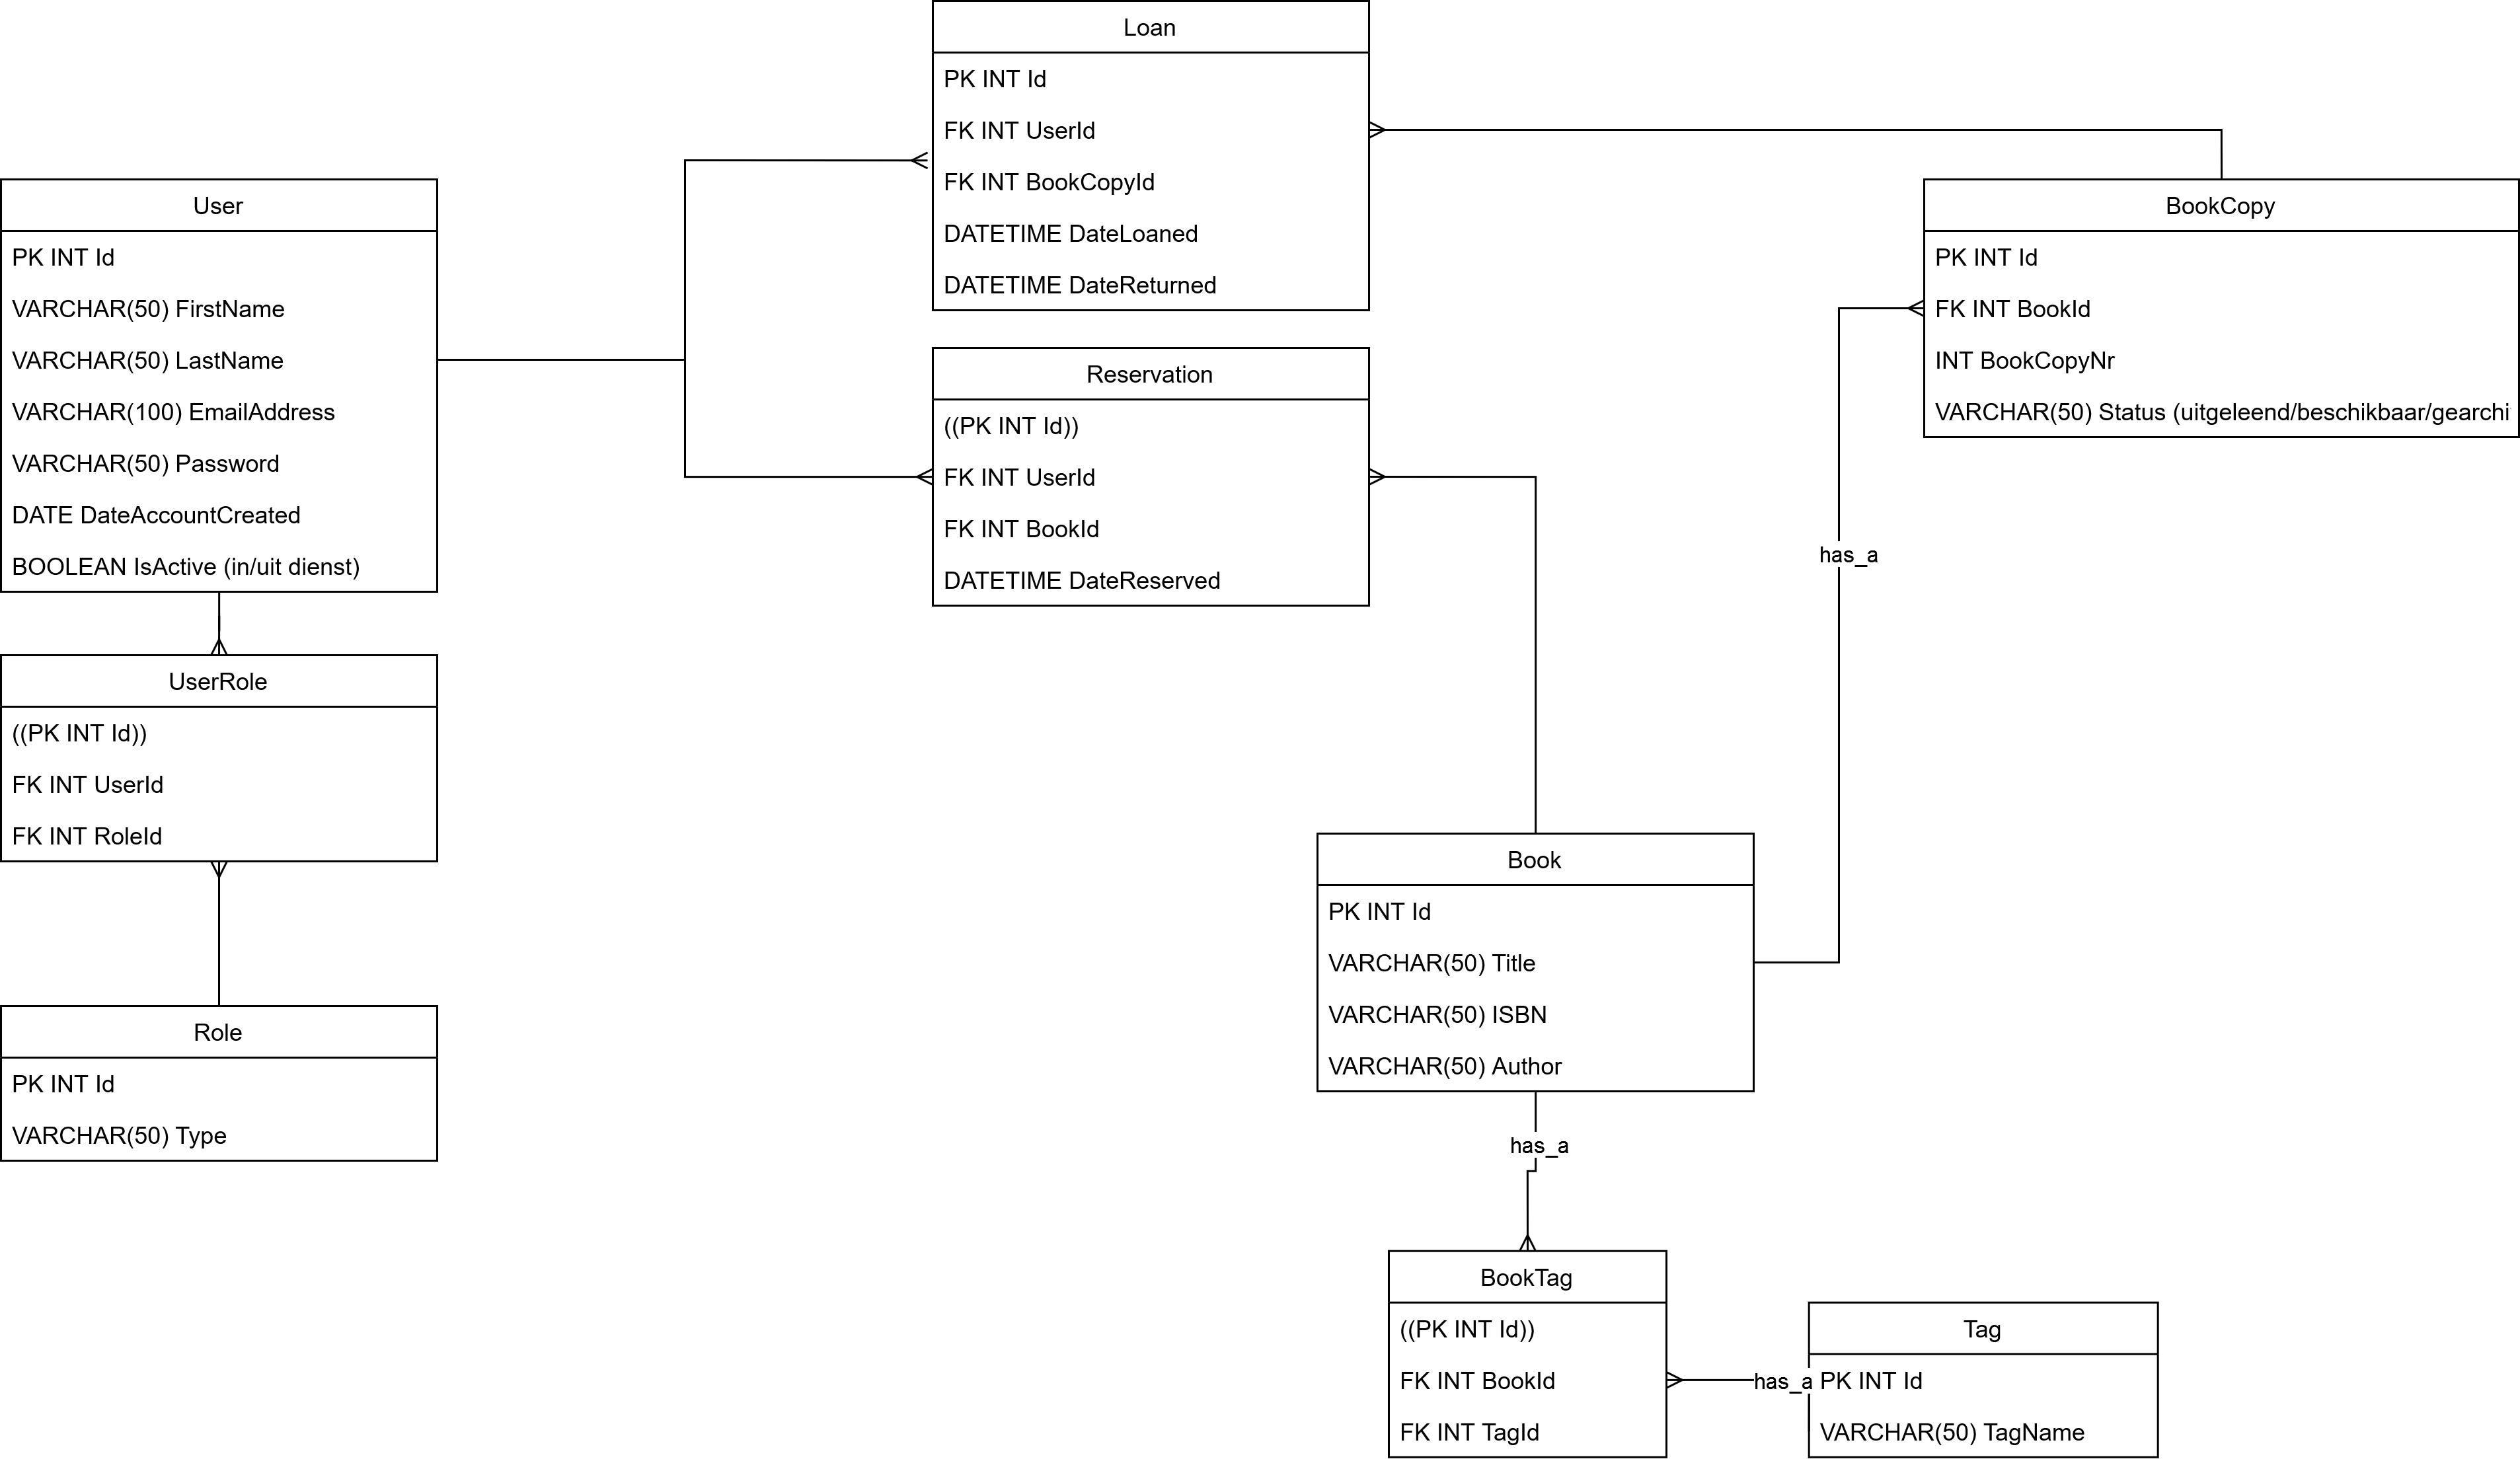 Loan
PK INT Id
FK INT UserId
FK INT BookCopyId
DATETIME DateLoaned
DATETIME DateReturned
User
PK INT Id
VARCHAR(50) FirstName
VARCHAR(50) LastName
VARCHAR(100) EmailAddress
VARCHAR(50) Password
DATE DateAccountCreated
BOOLEAN IsActive (in/uit dienst)
BookCopy
PK INT Id
FK INT BookId
INT BookCopyNr
VARCHAR(50) Status (uitgeleend/beschikbaar/gearchi
Reservation
((PK INT Id))
FK INT UserId
FK INT BookId
DATETIME DateReserved
has_a
UserRole
((PK INT Id))
FK INT UserId
FK INT RoleId
Role
PK INT Id
VARCHAR(50) Type
Book
PK INT Id
VARCHAR(50) Title
VARCHAR(50) ISBN
VARCHAR(50) Author
has_a
BookTag
((PK INT Id))
FK INT BookId
FK INT TagId
has_a
Tag
PK INT Id
VARCHAR(50) TagName